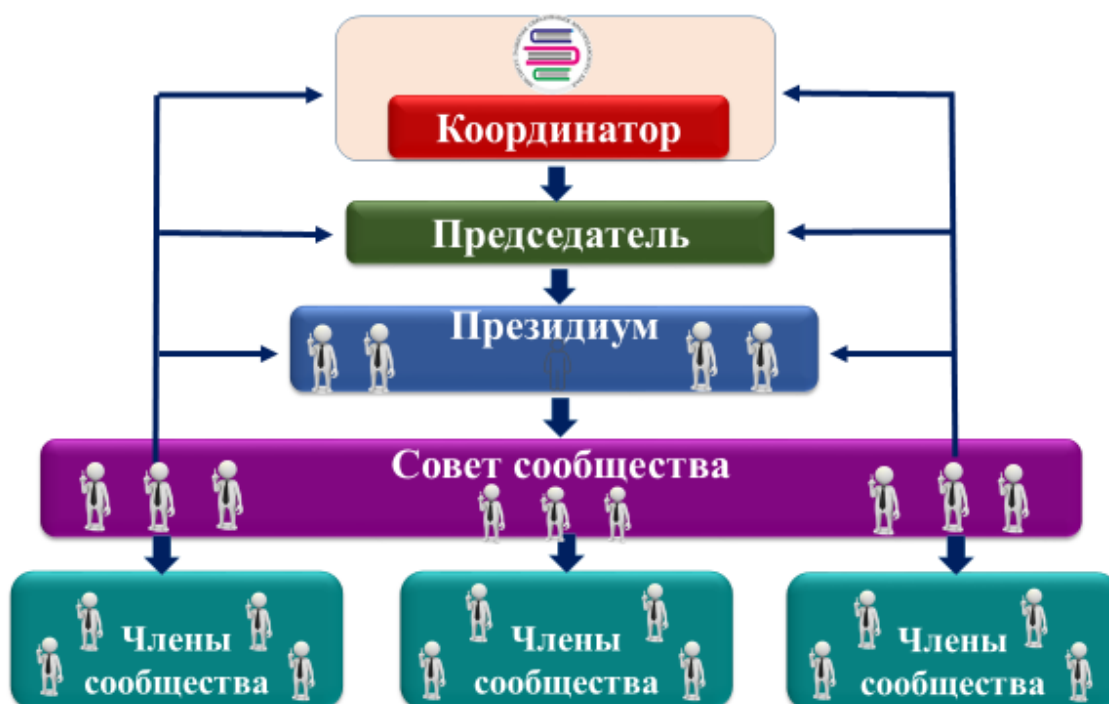 Координатор
Председатель
Президиум
Совет сообщества
Члены
сообщества
Члены
сообщества
Члены
сообщества